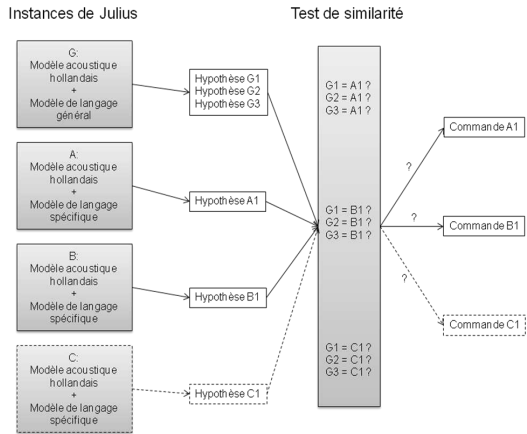 Instances de Julius
Test de similarité
G:
Modèle acoustique
hollandais
+
Modèle de langage
général
Hypothèse G1
Hypothèse G2
Hypothèse G3
A:
Modèle acoustique
hollandais
+
Modèle de langage
spécifique
Hypothèse A1
B:
Modèle acoustique
hollandais
+
Modèle de langage
spécifique
Hypothèse B1
C:
Modèle acoustique
hollandais
+
Modèle de langage
spécifique
Hypothèse C1
G1 = A1 ?
G2 = A1 ?
G3 = A1 ?
G1 = B1 ?
G2 = B1 ?
G3 = B1 ?
G1 = C1 ?
G2 = C1 ?
G3 = C1 ?
?
Commande A1
?
Commande B1
?
Commande C1